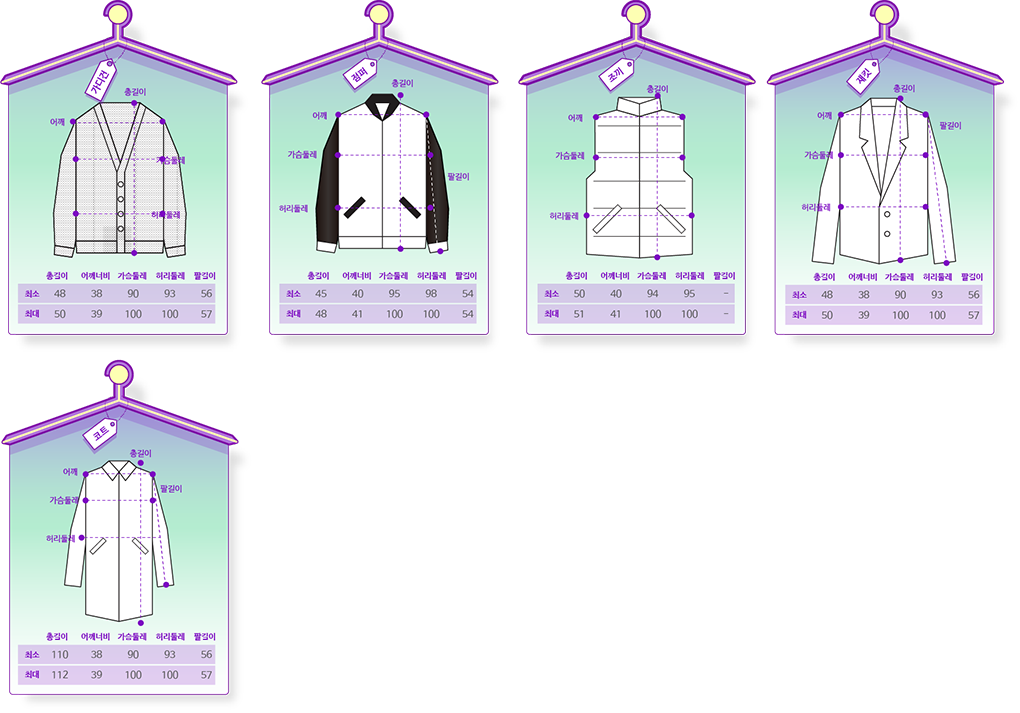 가디건
총길이
어깨
가슴둘레
허리둘레
총길이 어깨너비 가슴둘레 허리둘레 팔길이
최소 48 38 90 93 56
최대 50 39 100 100 57
점퍼
총길이
어깨
가슴둘레
팔길이
허리둘레
총길이 어깨너비 가슴둘레 허리둘레 팔길이
최소 45 40 95 98 54
최대 48 41 100 100 54
조끼
총길이
어깨
가슴둘레
허리둘레
총길이 어깨너비 가슴둘레 허리둘레 팔길이
최소 50 40 94 95 -
최대 51 41 100 100 -
재킷
총길이
어깨
팔길이
가슴둘레
허리둘레
총길이 어깨너비 가슴둘레 허리둘레 팔길이
최소 48 38 90 93 56
최대 50 39 100 100 57
코트
총길이
어깨
팔길이
가슴둘레
허리둘레
총길이 어깨너비 가슴둘레 허리둘레 팔길이
최소 110 38 90 93 56
최대 112 39 100 100 57